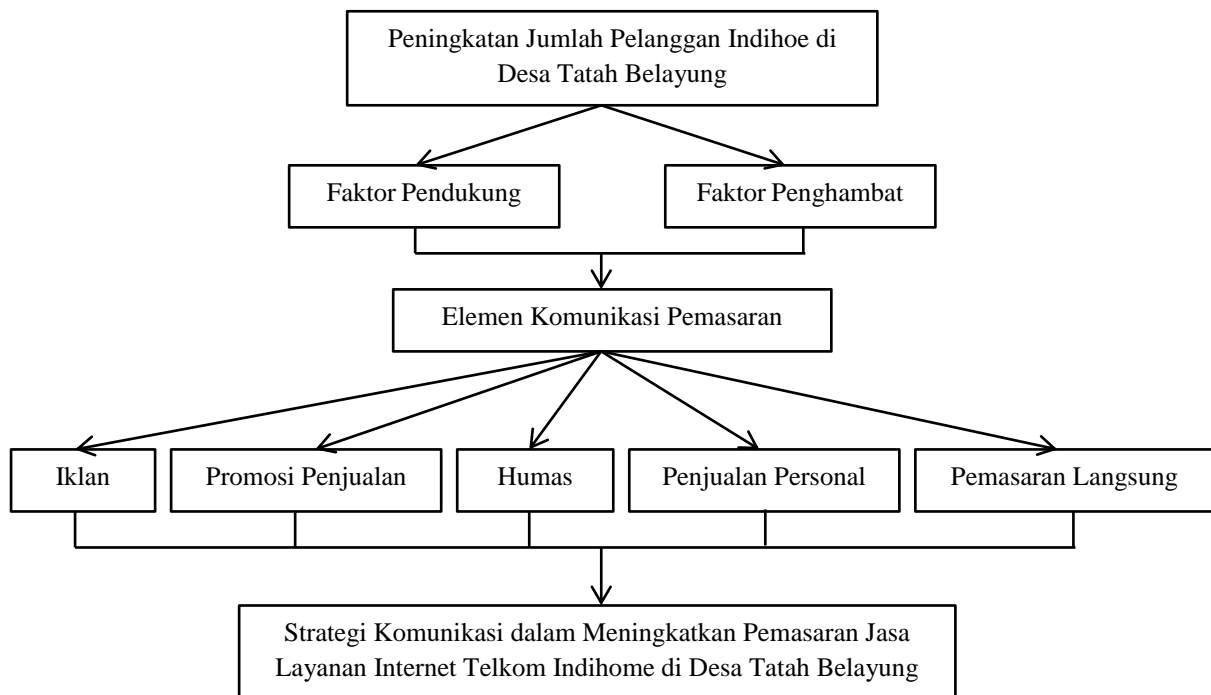 Peningkatan Jumlah Pelanggan Indihoe di
Desa Tatah Belayung
Faktor Pendukung
Faktor Penghambat
Elemen Komunikasi Pemasaran
Iklan
Promosi Penjualan
Humas
Penjualan Personal
Pemasaran Langsung
Strategi Komunikasi dalam Meningkatkan Pemasaran Jasa
Layanan Internet Telkom Indihome di Desa Tatah Belayung